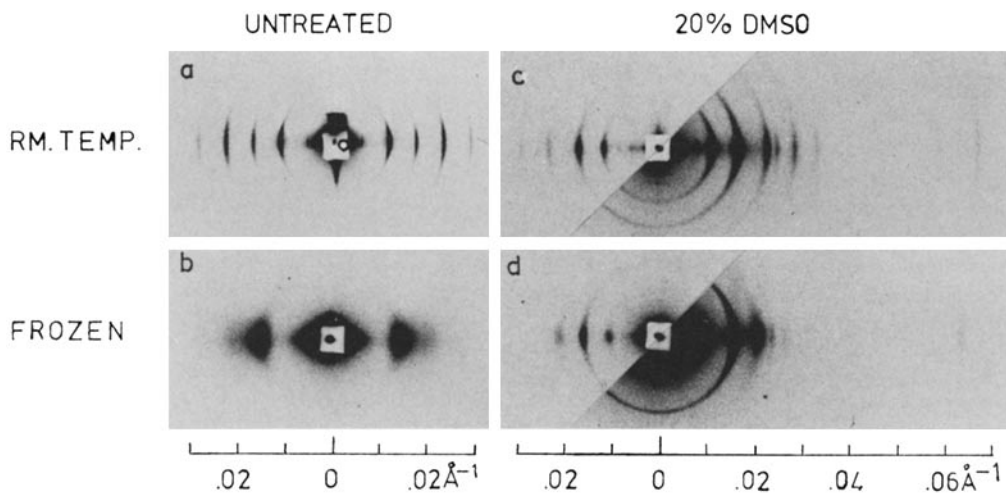 UNTREATED 20% DMSO
RM. TEMP. a c
FROZEN b d
.02 0 .02Å⁻¹ .02 0 .02 .04 .06Å⁻¹